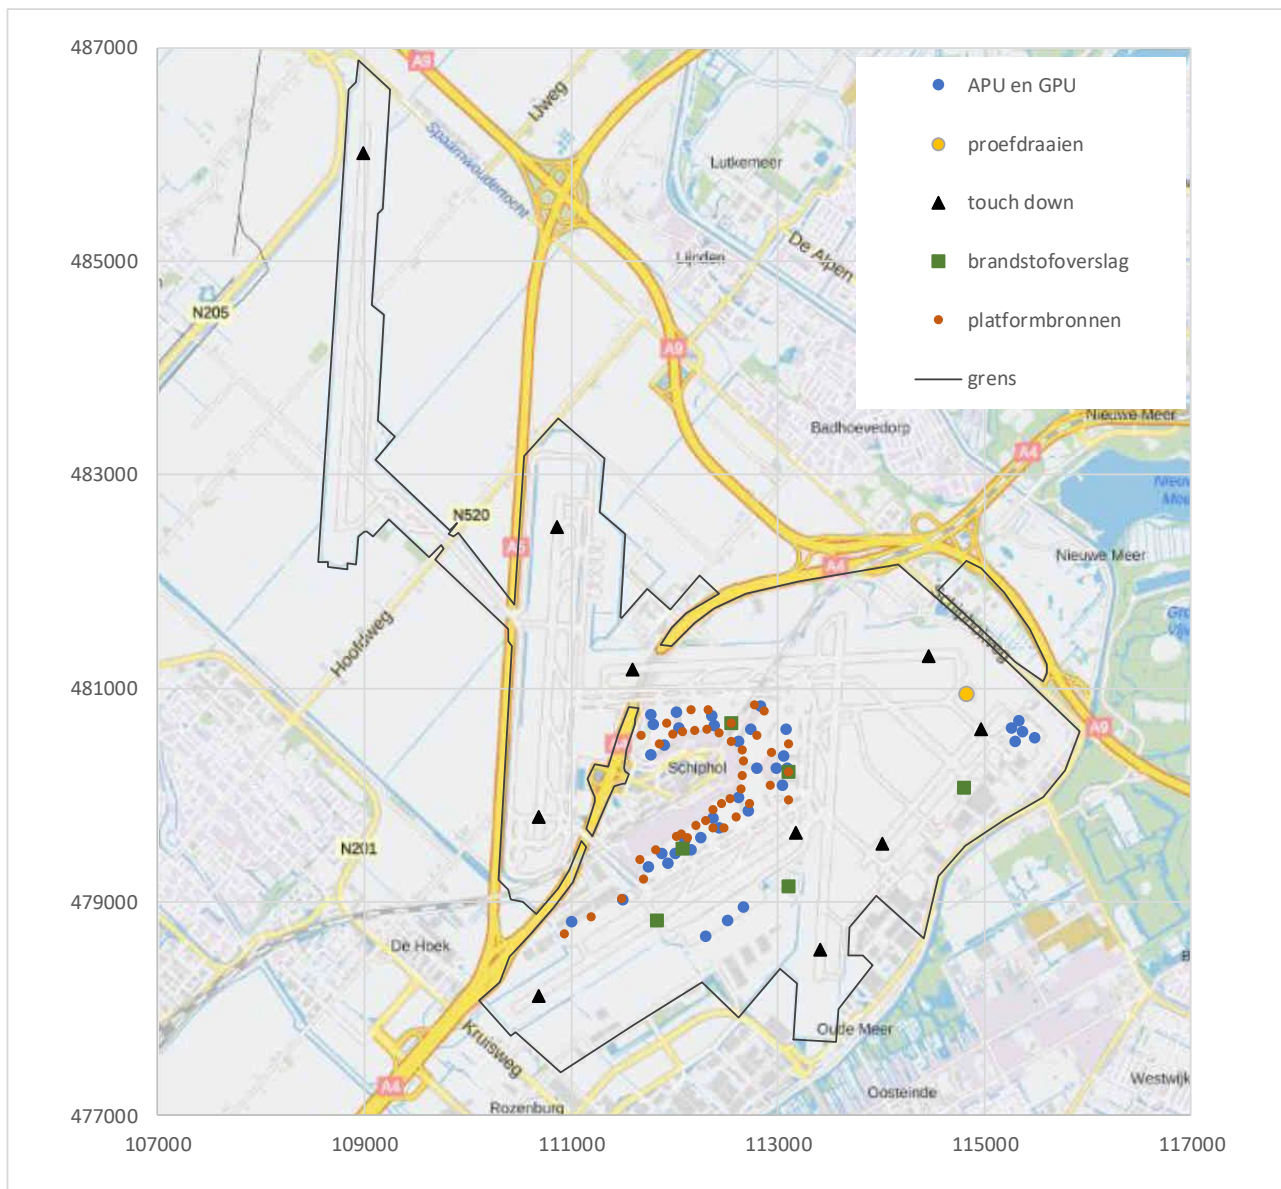 487000
485000
483000
481000
479000
477000
107000
109000
111000
113000
115000
117000
APU en GPU
proefdraaien
touch down
brandstofoverslag
platformbronnen
grens
A9
IJweg
Spaarnwoudertocht
Lutkemeer
De Alpen
Lijnden
N205
A9
Nieuwe Meer
Badhoevedorp
A4
N520
A5
Nieuwe Meer
A4
Hoofdweg
A9
Schiphol
N201
De Hoek
Kruisweg
Oude Meer
A4
Oosteinde
Westwijk
Rozenburg